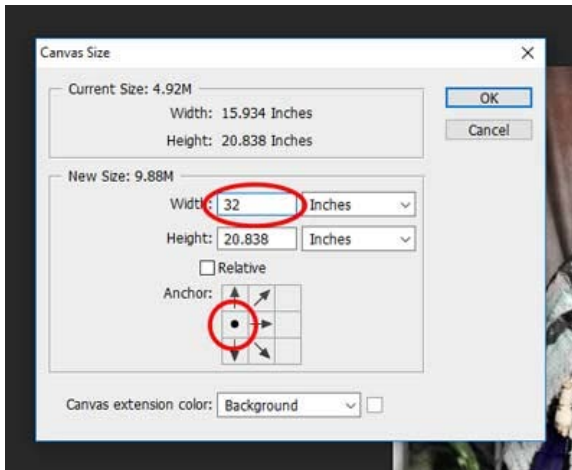 Canvas Size
Current Size: 4.92M
Width: 15.934 Inches
Height: 20.838 Inches
OK
Cancel
New Size: 9.88M
Width: 32 Inches
Height: 20.838 Inches
Relative
Anchor:
Canvas extension color: Background